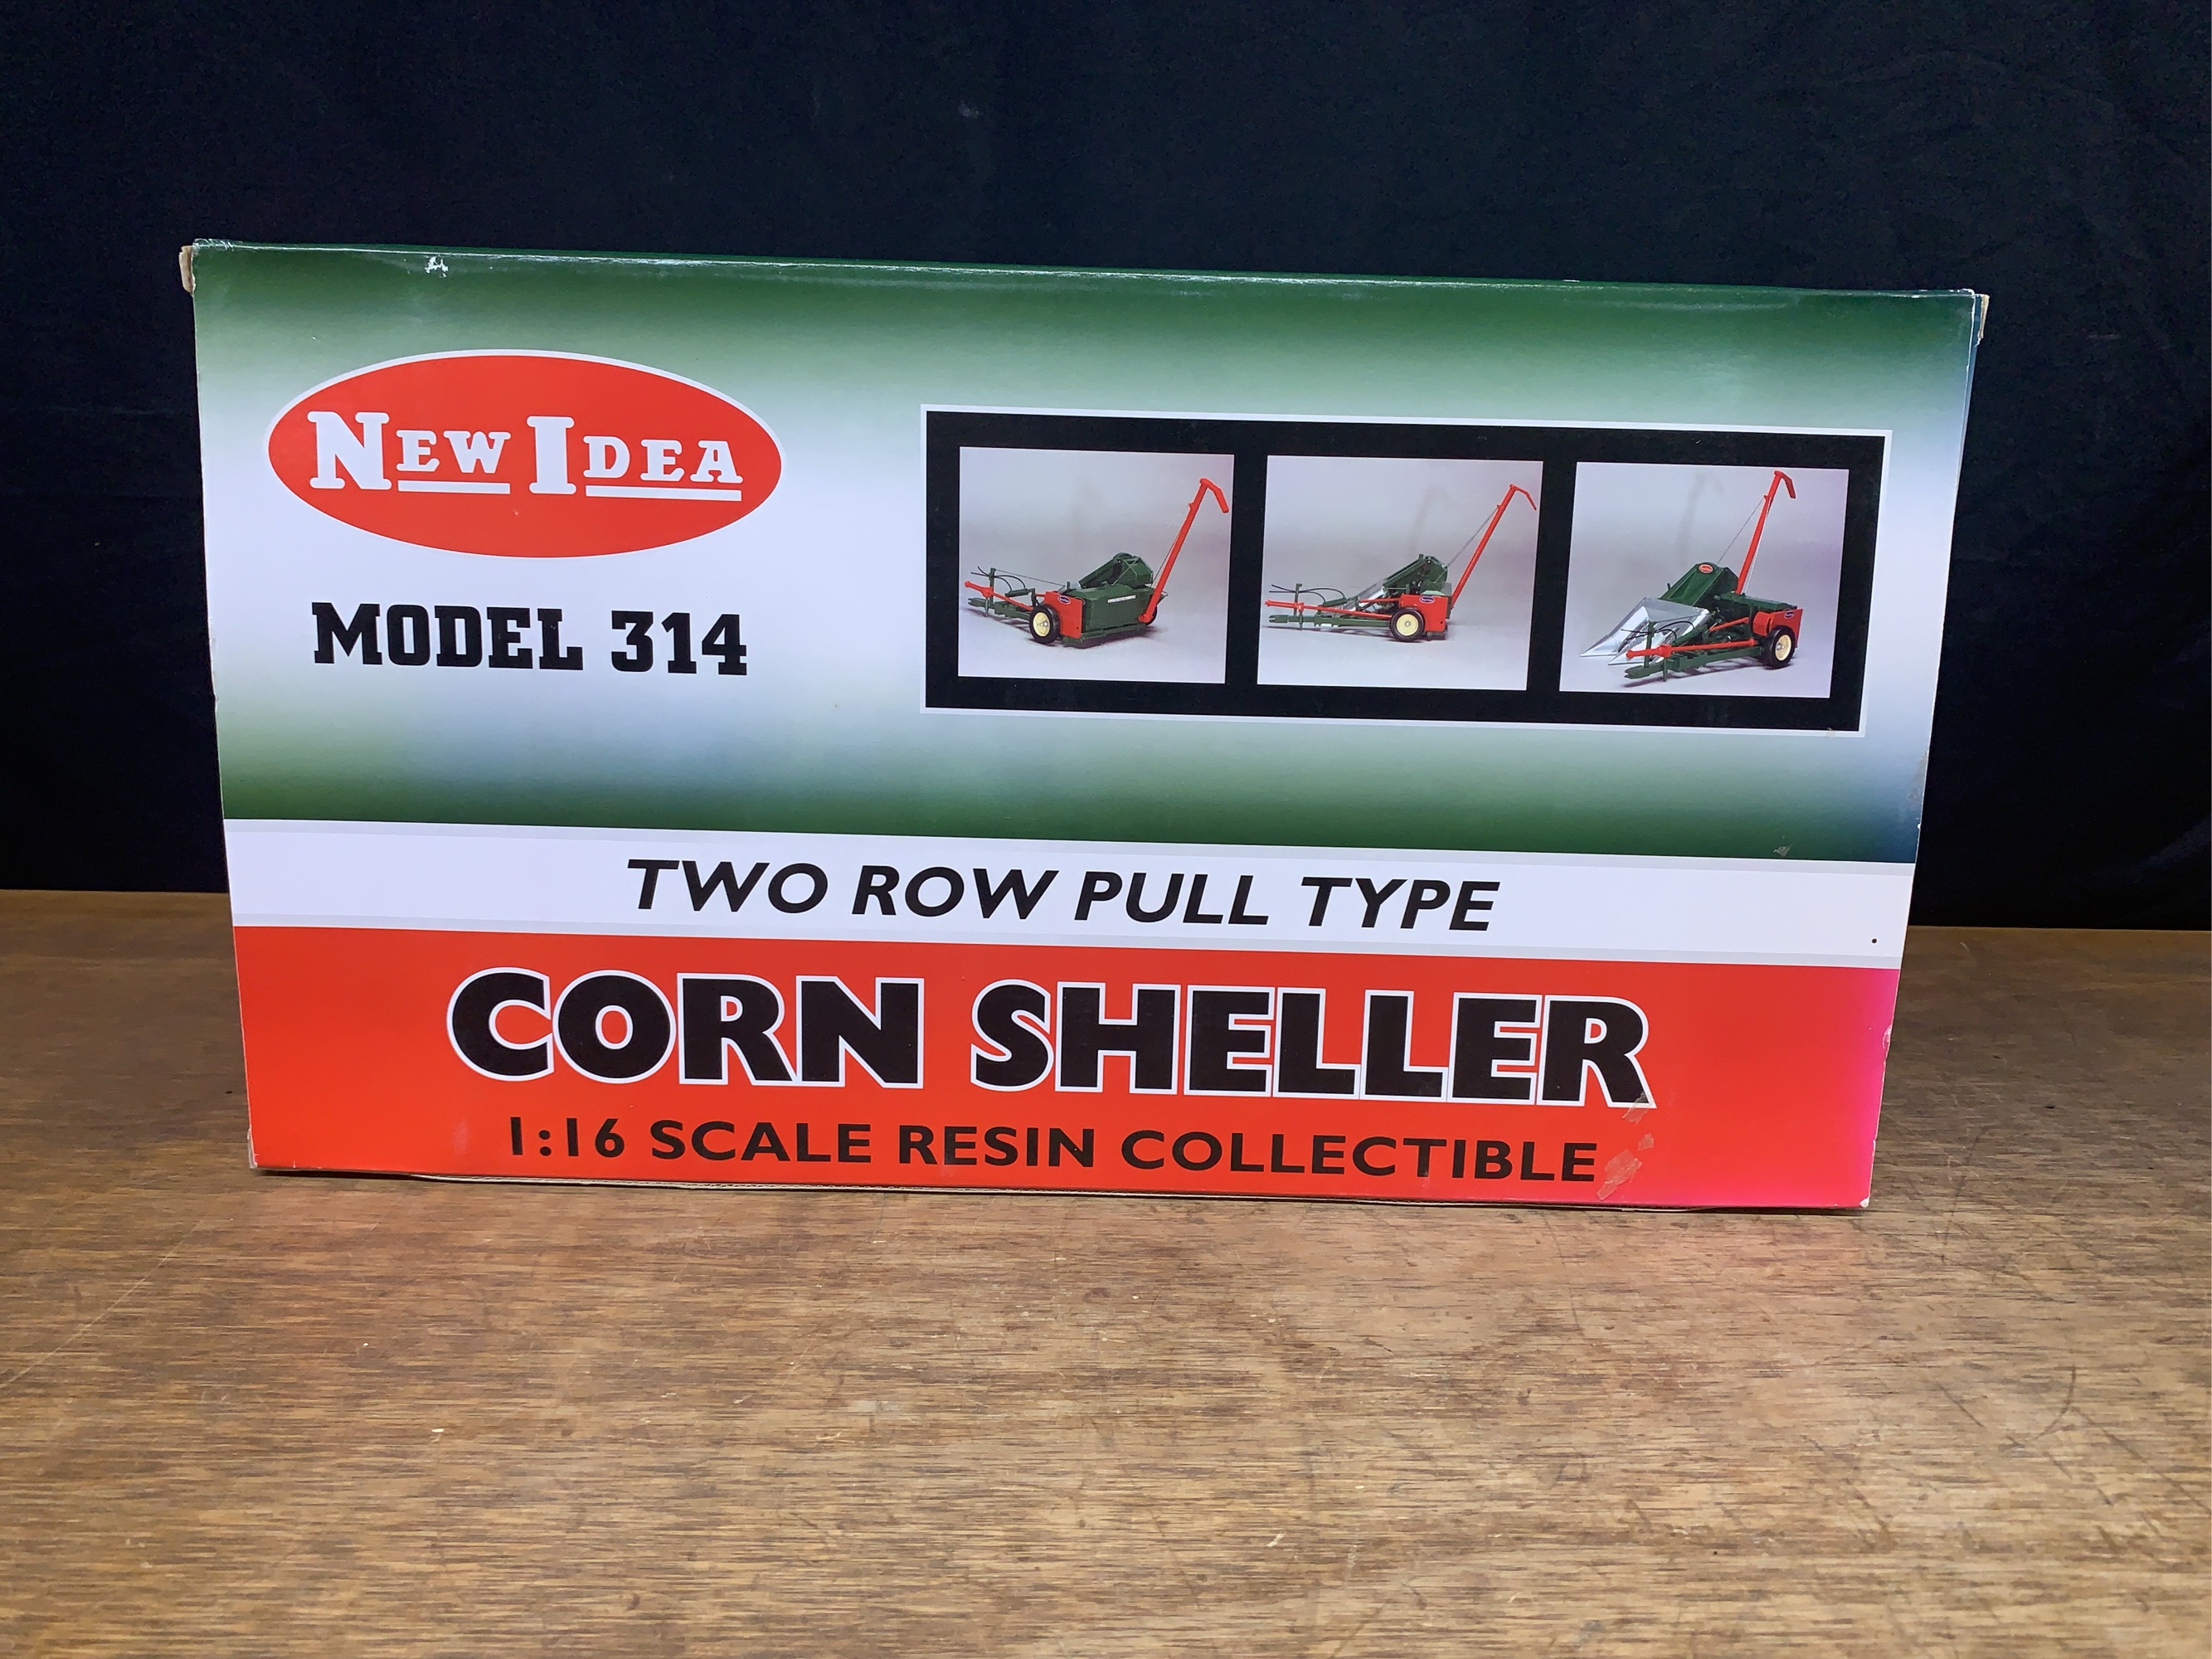 NEW IDEA
MODEL 314
TWO ROW PULL TYPE
CORN SHELLER
1:16 SCALE RESIN COLLECTIBLE